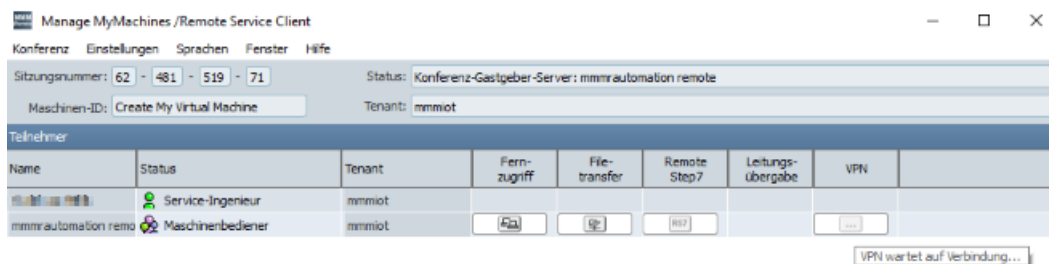 Manage MyMachines /Remote Service Client
Konferenz Einstellungen Sprachen Fenster Hilfe
Sitzungsnummer: 62 - 481 - 519 - 71 Status: Konferenz-Gastgeber-Server: mmmrautomation remote
Maschinen-ID: Create My Virtual Machine Tenant: mmmiot
Teilnehmer
Name Status Tenant Fern-zugriff File-transfer Remote Step7 Leitungs-übergabe VPN
Service-Ingenieur mmmiot
mmmrautomation remo Maschinenbediener mmmiot RS7 ...
VPN wartet auf Verbindung...